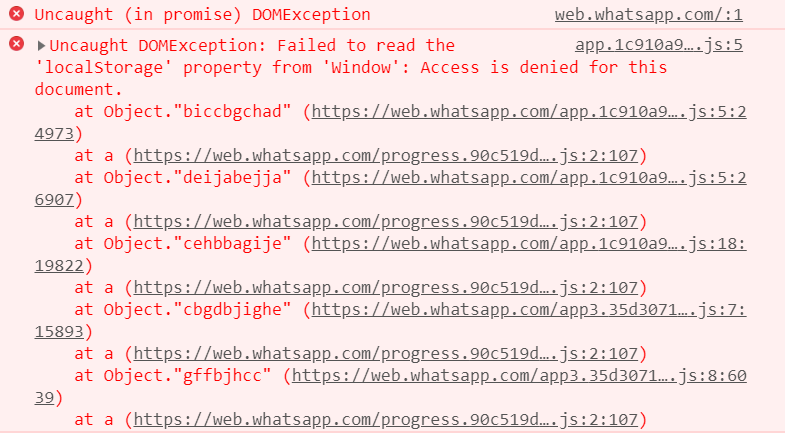 Uncaught (in promise) DOMException web.whatsapp.com/:1
Uncaught DOMException: Failed to read the app.1c910a9….js:5
'localStorage' property from 'Window': Access is denied for this
document.
at Object."biccbgchad" (https://web.whatsapp.com/app.1c910a9….js:5:2
4973)
at a (https://web.whatsapp.com/progress.90c519d….js:2:107)
at Object."deijabejja" (https://web.whatsapp.com/app.1c910a9….js:5:2
6907)
at a (https://web.whatsapp.com/progress.90c519d….js:2:107)
at Object."cehbbagije" (https://web.whatsapp.com/app.1c910a9….js:18:
19822)
at a (https://web.whatsapp.com/progress.90c519d….js:2:107)
at Object."cbgdbjighe" (https://web.whatsapp.com/app3.35d3071….js:7:
15893)
at a (https://web.whatsapp.com/progress.90c519d….js:2:107)
at Object."gffbjhcc" (https://web.whatsapp.com/app3.35d3071….js:8:60
39)
at a (https://web.whatsapp.com/progress.90c519d….js:2:107)